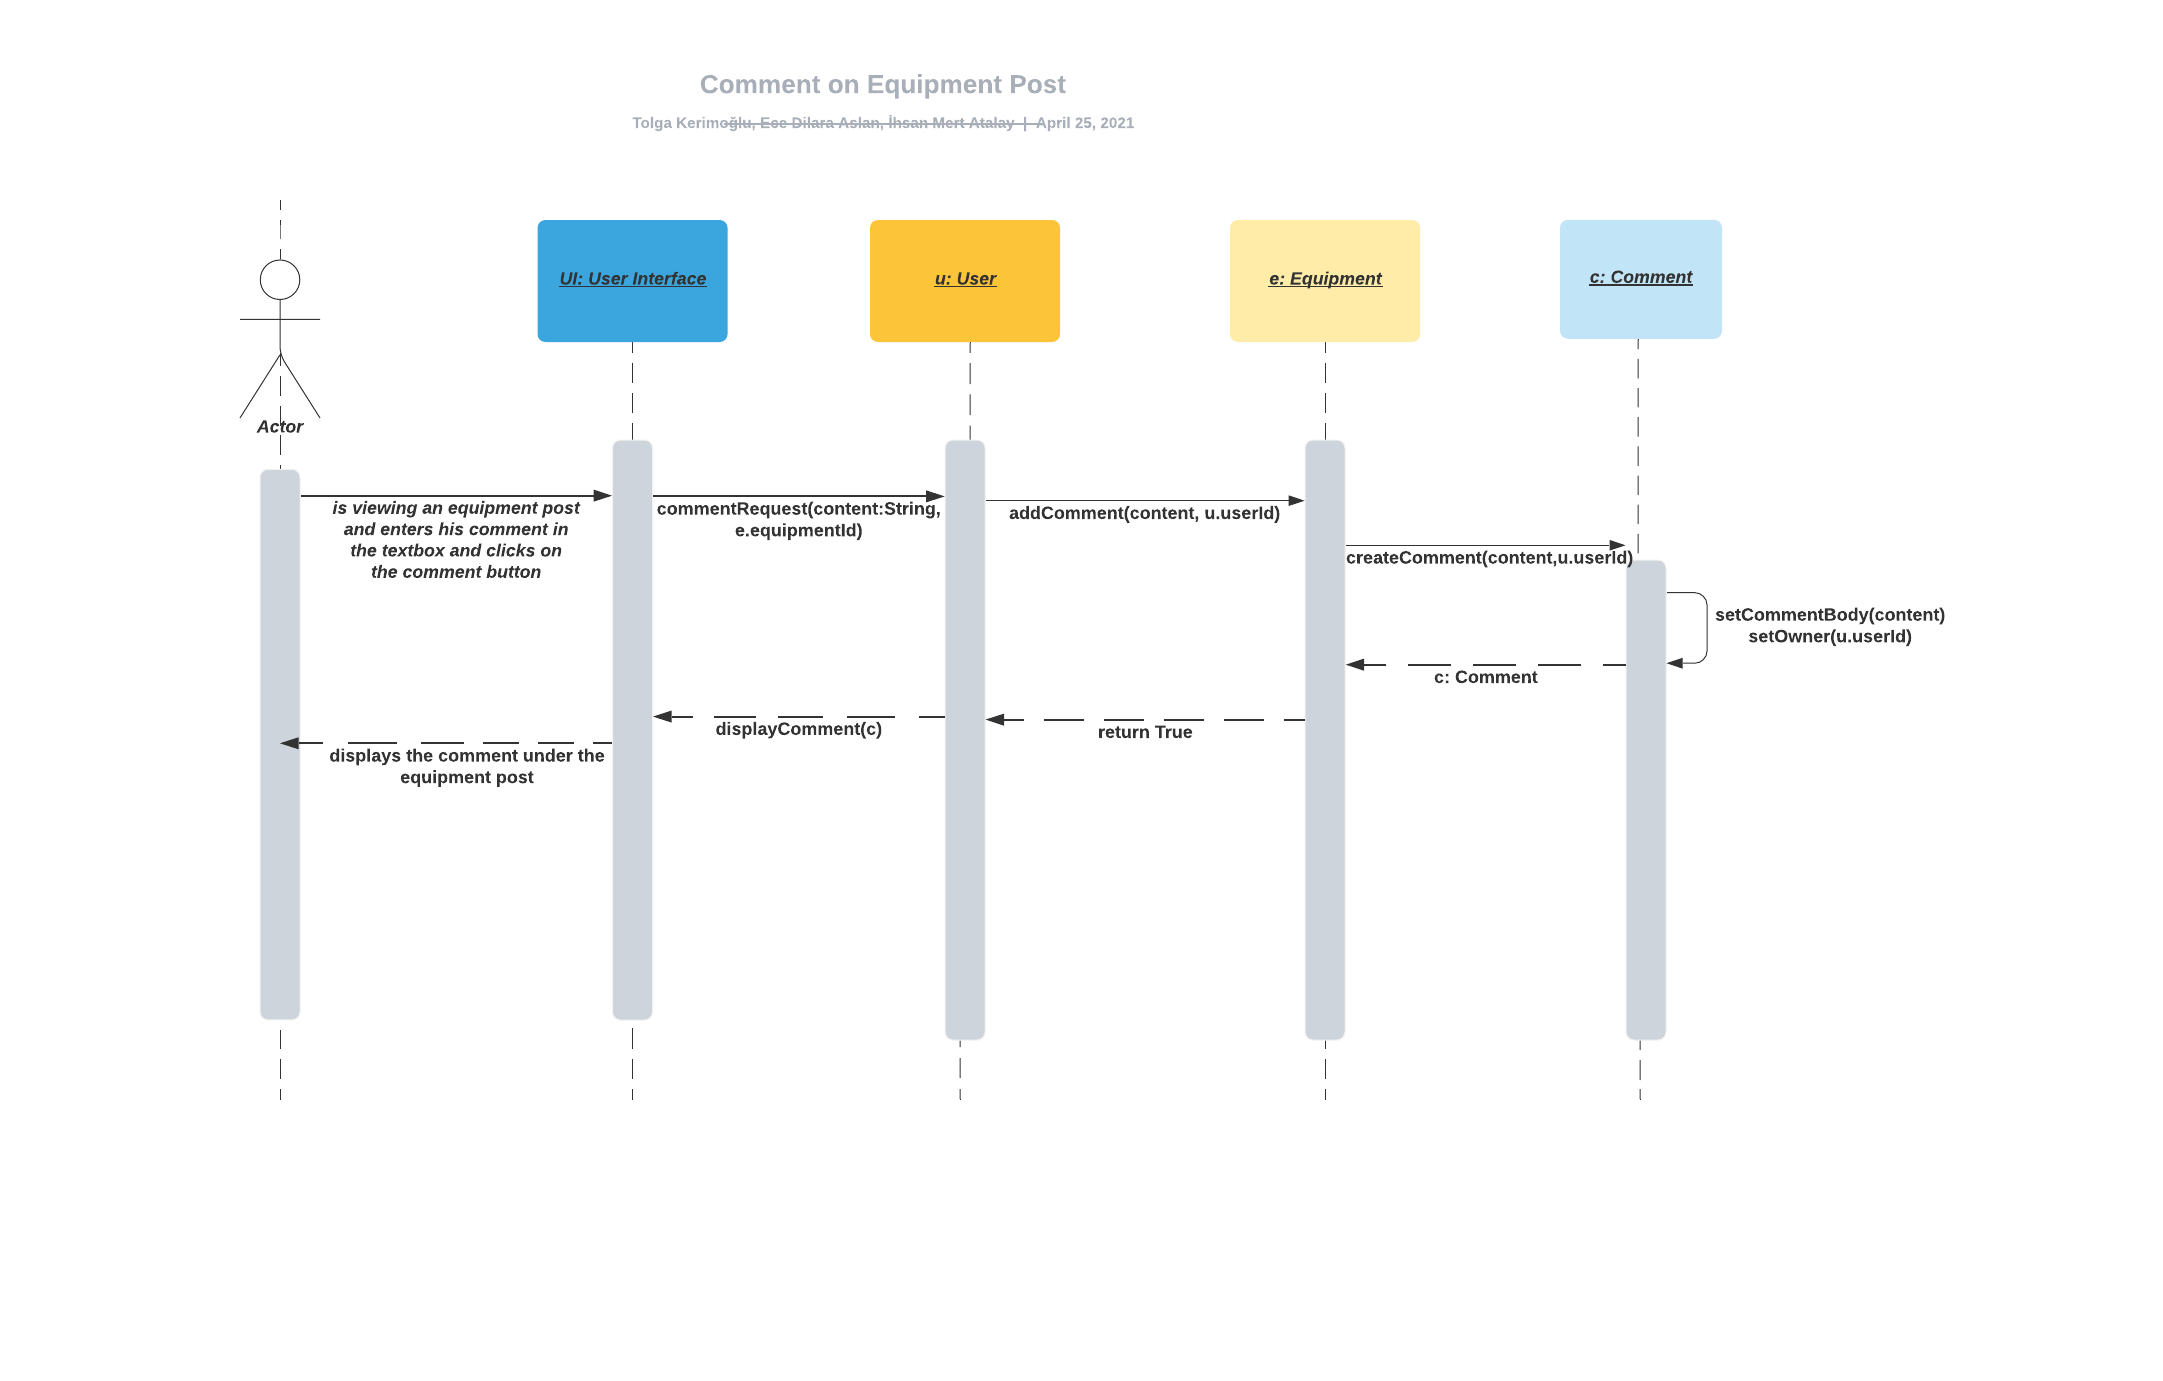 Comment on Equipment Post
Tolga Kerimoğlu, Ece Dilara Aslan, İhsan Mert Atalay | April 25, 2021
UI: User Interface
u: User
e: Equipment
c: Comment
Actor
is viewing an equipment post
and enters his comment in
the textbox and clicks on
the comment button
commentRequest(content:String,
e.equipmentId)
addComment(content, u.userId)
createComment(content,u.userId)
setCommentBody(content)
setOwner(u.userId)
c: Comment
return True
displayComment(c)
displays the comment under the
equipment post